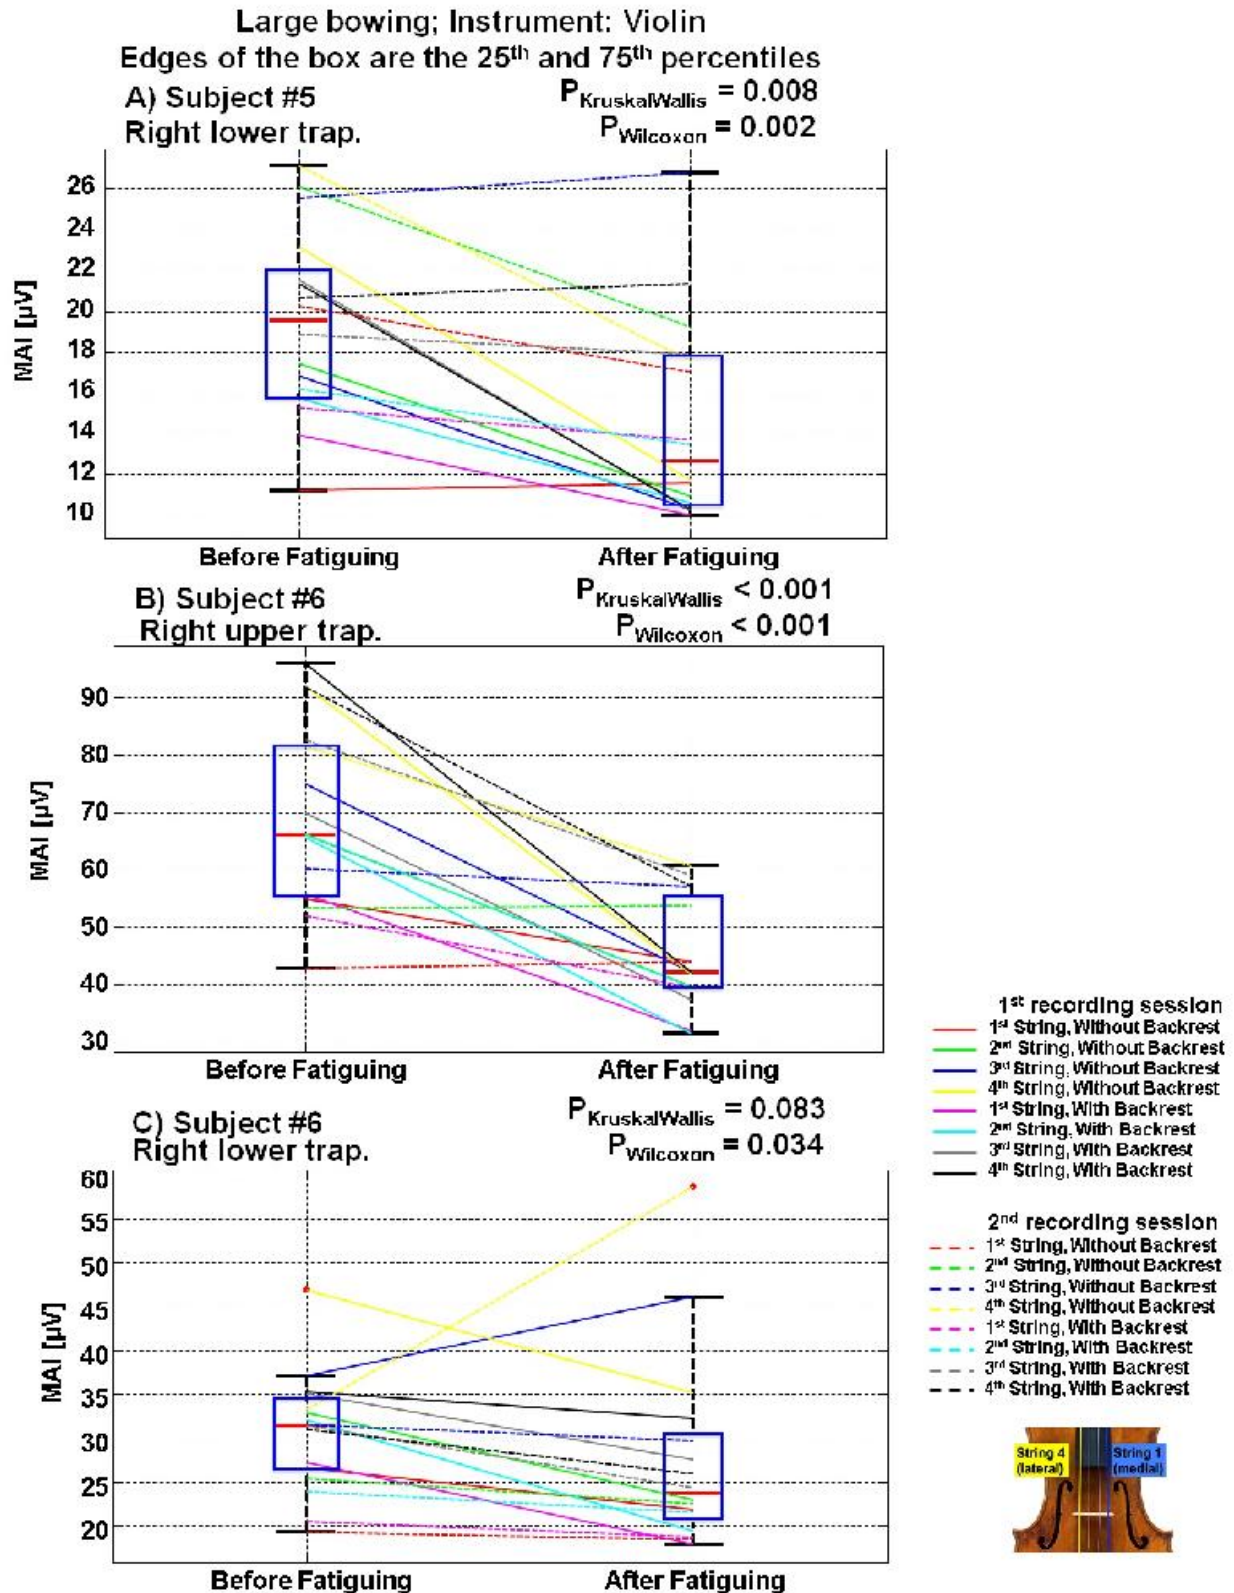 Large bowing; Instrument: Violin
Edges of the box are the 25th and 75th percentiles
A) Subject #5
Right lower trap.
PKruskalWallis = 0.008
PWilcoxon = 0.002
MAI [µV]
26
24
22
20
18
16
14
12
10
Before Fatiguing
After Fatiguing
B) Subject #6
Right upper trap.
PKruskalWallis < 0.001
PWilcoxon < 0.001
MAI [µV]
90
80
70
60
50
40
30
Before Fatiguing
After Fatiguing
C) Subject #6
Right lower trap.
PKruskalWallis = 0.083
PWilcoxon = 0.034
MAI [µV]
60
55
50
45
40
35
30
25
20
Before Fatiguing
After Fatiguing
1st recording session
1st String, Without Backrest
2nd String, Without Backrest
3rd String, Without Backrest
4th String, Without Backrest
1st String, With Backrest
2nd String, With Backrest
3rd String, With Backrest
4th String, With Backrest
2nd recording session
1st String, Without Backrest
2nd String, Without Backrest
3rd String, Without Backrest
4th String, Without Backrest
1st String, With Backrest
2nd String, With Backrest
3rd String, With Backrest
4th String, With Backrest
String 4
(lateral)
String 1
(medial)